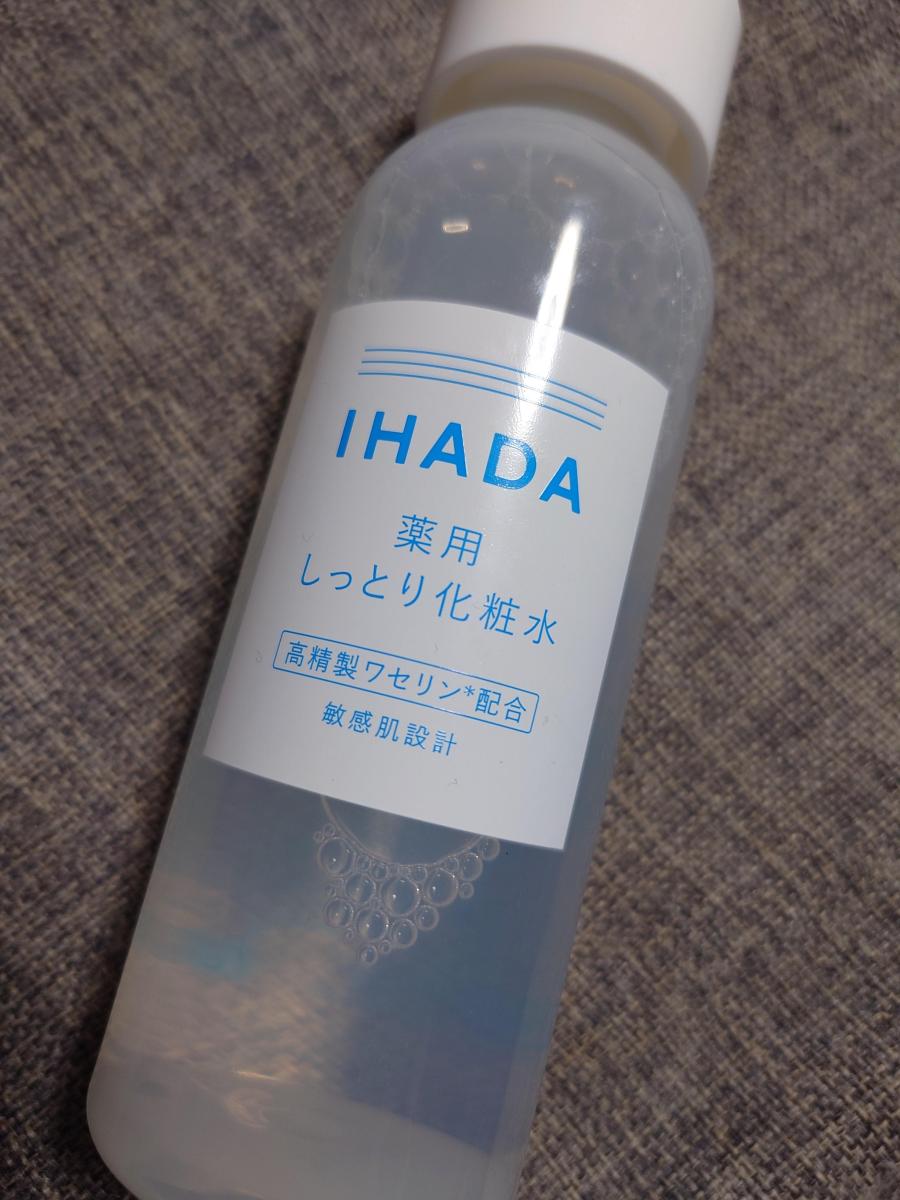 IHADA
薬用
しっとり化粧水
高精製ワセリン*配合
敏感肌設計